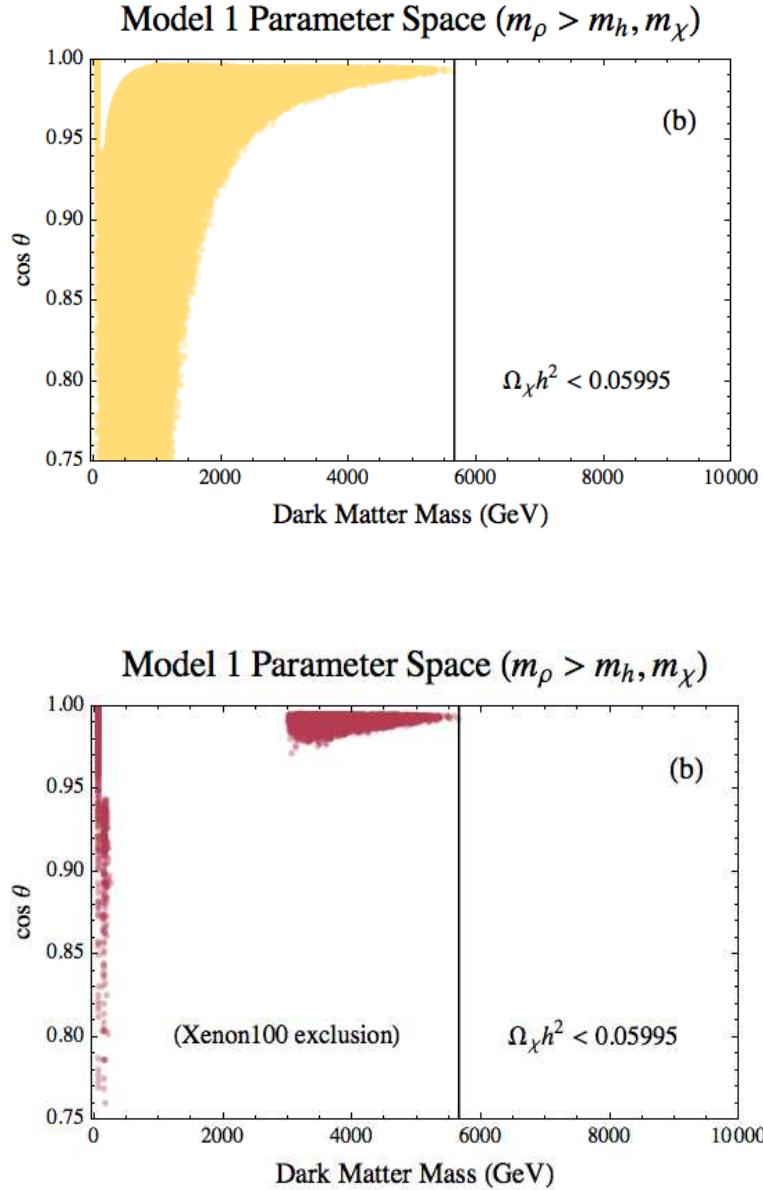 Model 1 Parameter Space (mρ > mh, mχ)
(b)
1.00
0.95
0.90
0.85
0.80
0.75
cos θ
Ωχh² < 0.05995
0 2000 4000 6000 8000 10000
Dark Matter Mass (GeV)
Model 1 Parameter Space (mρ > mh, mχ)
(b)
1.00
0.95
0.90
0.85
0.80
0.75
cos θ
(Xenon100 exclusion) Ωχh² < 0.05995
0 2000 4000 6000 8000 10000
Dark Matter Mass (GeV)